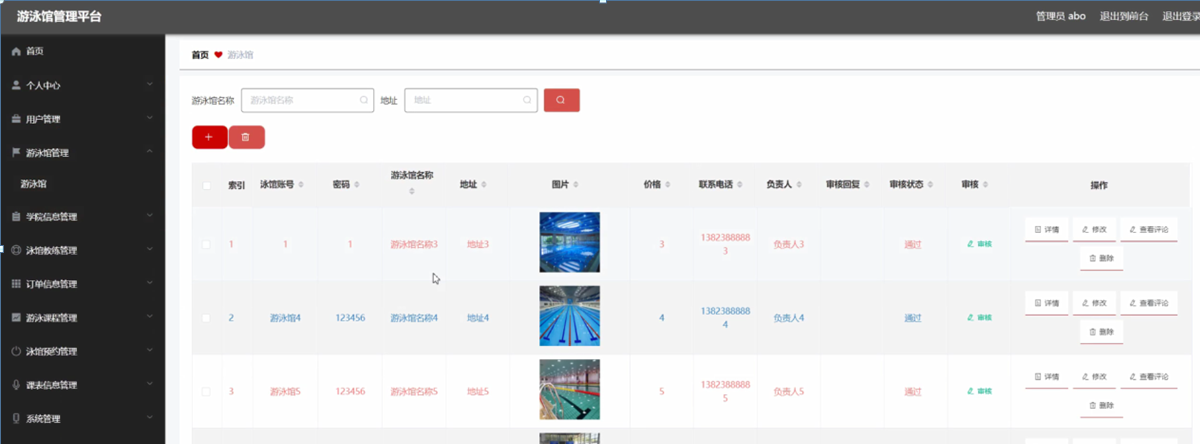 游泳馆管理平台
管理员 abo 退出到前台 退出登录
首页
个人中心
用户管理
游泳馆管理
游泳馆
学院信息管理
泳馆教练管理
订单信息管理
游泳课程管理
泳馆预约管理
课表信息管理
系统管理
首页 游泳馆
游泳馆名称 游泳馆名称 地址 地址
索引 泳馆账号 密码 游泳馆名称 地址 图片 价格 联系电话 负责人 审核回复 审核状态 审核 操作
1 1 1 游泳馆名称3 地址3 3 1382388888 负责人3 通过 审核 详情 修改 查看评论
3
删除
2 游泳馆4 123456 游泳馆名称4 地址4 4 1382388888 负责人4 通过 审核 详情 修改 查看评论
4
删除
3 游泳馆5 123456 游泳馆名称5 地址5 5 1382388888 负责人5 通过 审核 详情 修改 查看评论
5
删除